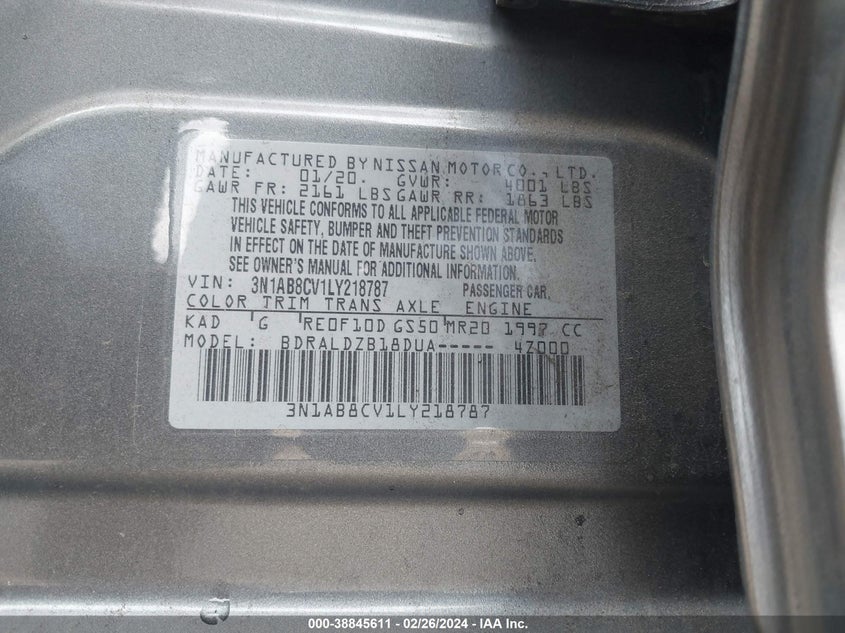 MANUFACTURED BY NISSAN MOTOR CO., LTD.
DATE: 01/20. GVWR: 4001 LBS
GAWR FR: 2161 LBS GAWR RR: 1863 LBS
THIS VEHICLE CONFORMS TO ALL APPLICABLE FEDERAL MOTOR
VEHICLE SAFETY, BUMPER AND THEFT PREVENTION STANDARDS
IN EFFECT ON THE DATE OF MANUFACTURE SHOWN ABOVE.
SEE OWNER'S MANUAL FOR ADDITIONAL INFORMATION.
VIN: 3N1AB8CV1LY218787 PASSENGER CAR.
COLOR TRIM TRANS AXLE ENGINE
KAD G RE0F10D GS50 MR20 1997 CC
MODEL: BDRALDZB18DUA----- 4Z000
3N1AB8CV1LY218787
000-38845611 - 02/26/2024 - IAA Inc.